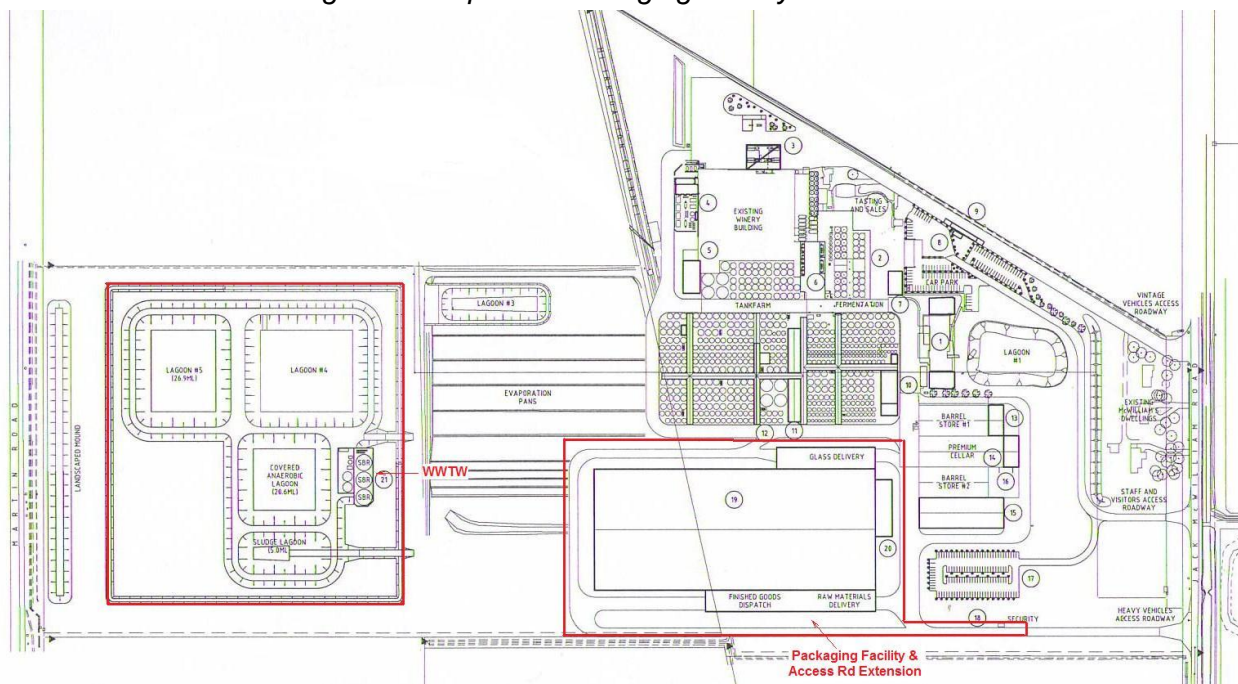 3
4
EXISTING
WINERY
BUILDING
TASTING
AND SALES
9
8
5
6
2
CAR PARK
7
VINTAGE
VEHICLES ACCESS
ROADWAY
LAGOON #3
TANKFARM
FERMENTATION
1
LAGOON
#1
LAGOON #5
(26.9ML)
LAGOON #4
EVAPORATION
PANS
10
EXISTING
McWILLIAM'S
DWELLINGS
MARTIN ROAD
LANDSCAPED MOUND
JACK McWILLIAM ROAD
12
11
BARREL
STORE #1
13
GLASS DELIVERY
PREMIUM
CELLAR
14
COVERED
ANAEROBIC
LAGOON
(20.6ML)
SBR
SBR
SBR
21
WWTW
BARREL
STORE #2
16
19
15
STAFF AND
VISITORS ACCESS
ROADWAY
20
SLUDGE LAGOON
(5.0ML
17
FINISHED GOODS
DISPATCH
RAW MATERIALS
DELIVERY
18
SECURITY
HEAVY VEHICLES
ACCESS ROADWAY
Packaging Facility &
Access Rd Extension